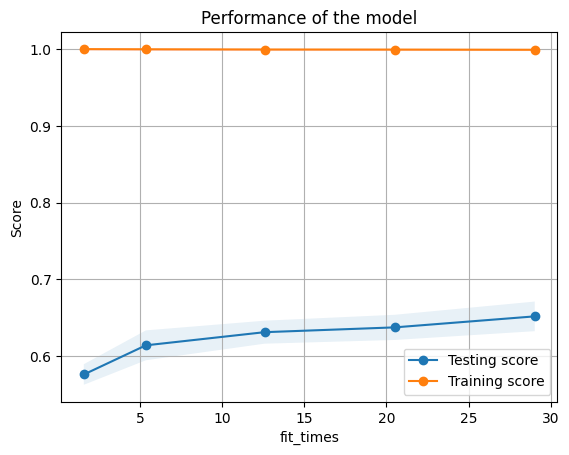 Performance of the model
1.0
0.9
0.8
0.7
0.6
Score
5
10
15
20
25
30
fit_times
Testing score
Training score